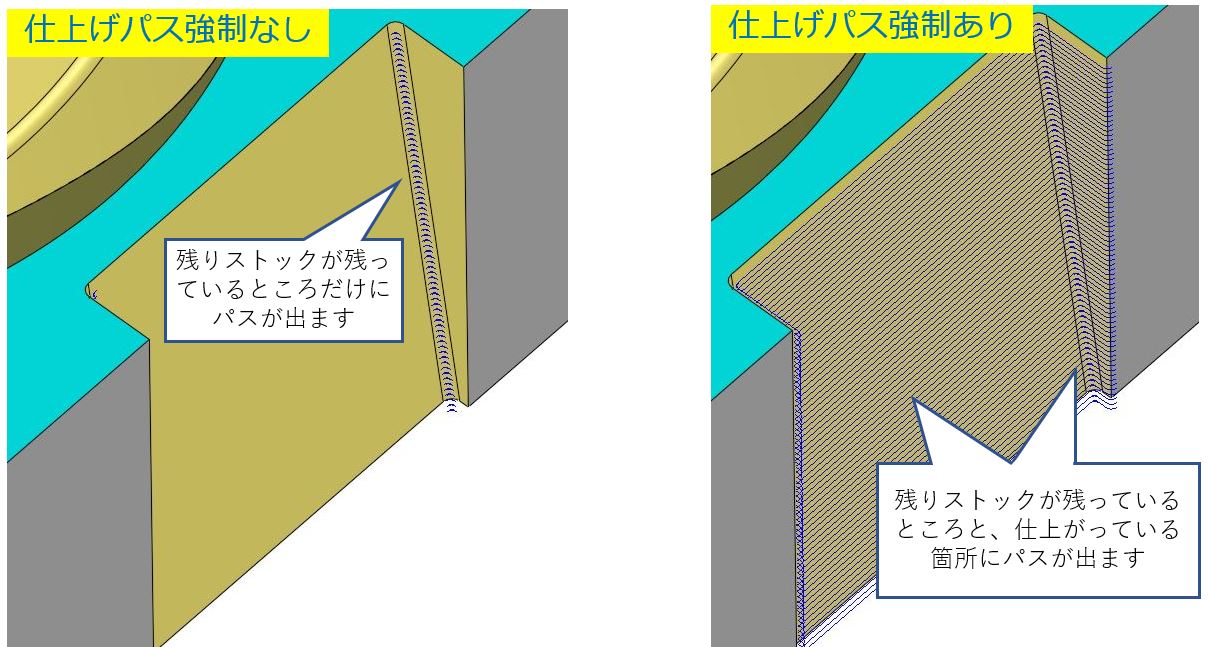 仕上げパス強制なし
残りストックが残っ
ているところだけに
パスが出ます
仕上げパス強制あり
残りストックが残っている
ところと、仕上がっている
箇所にパスが出ます